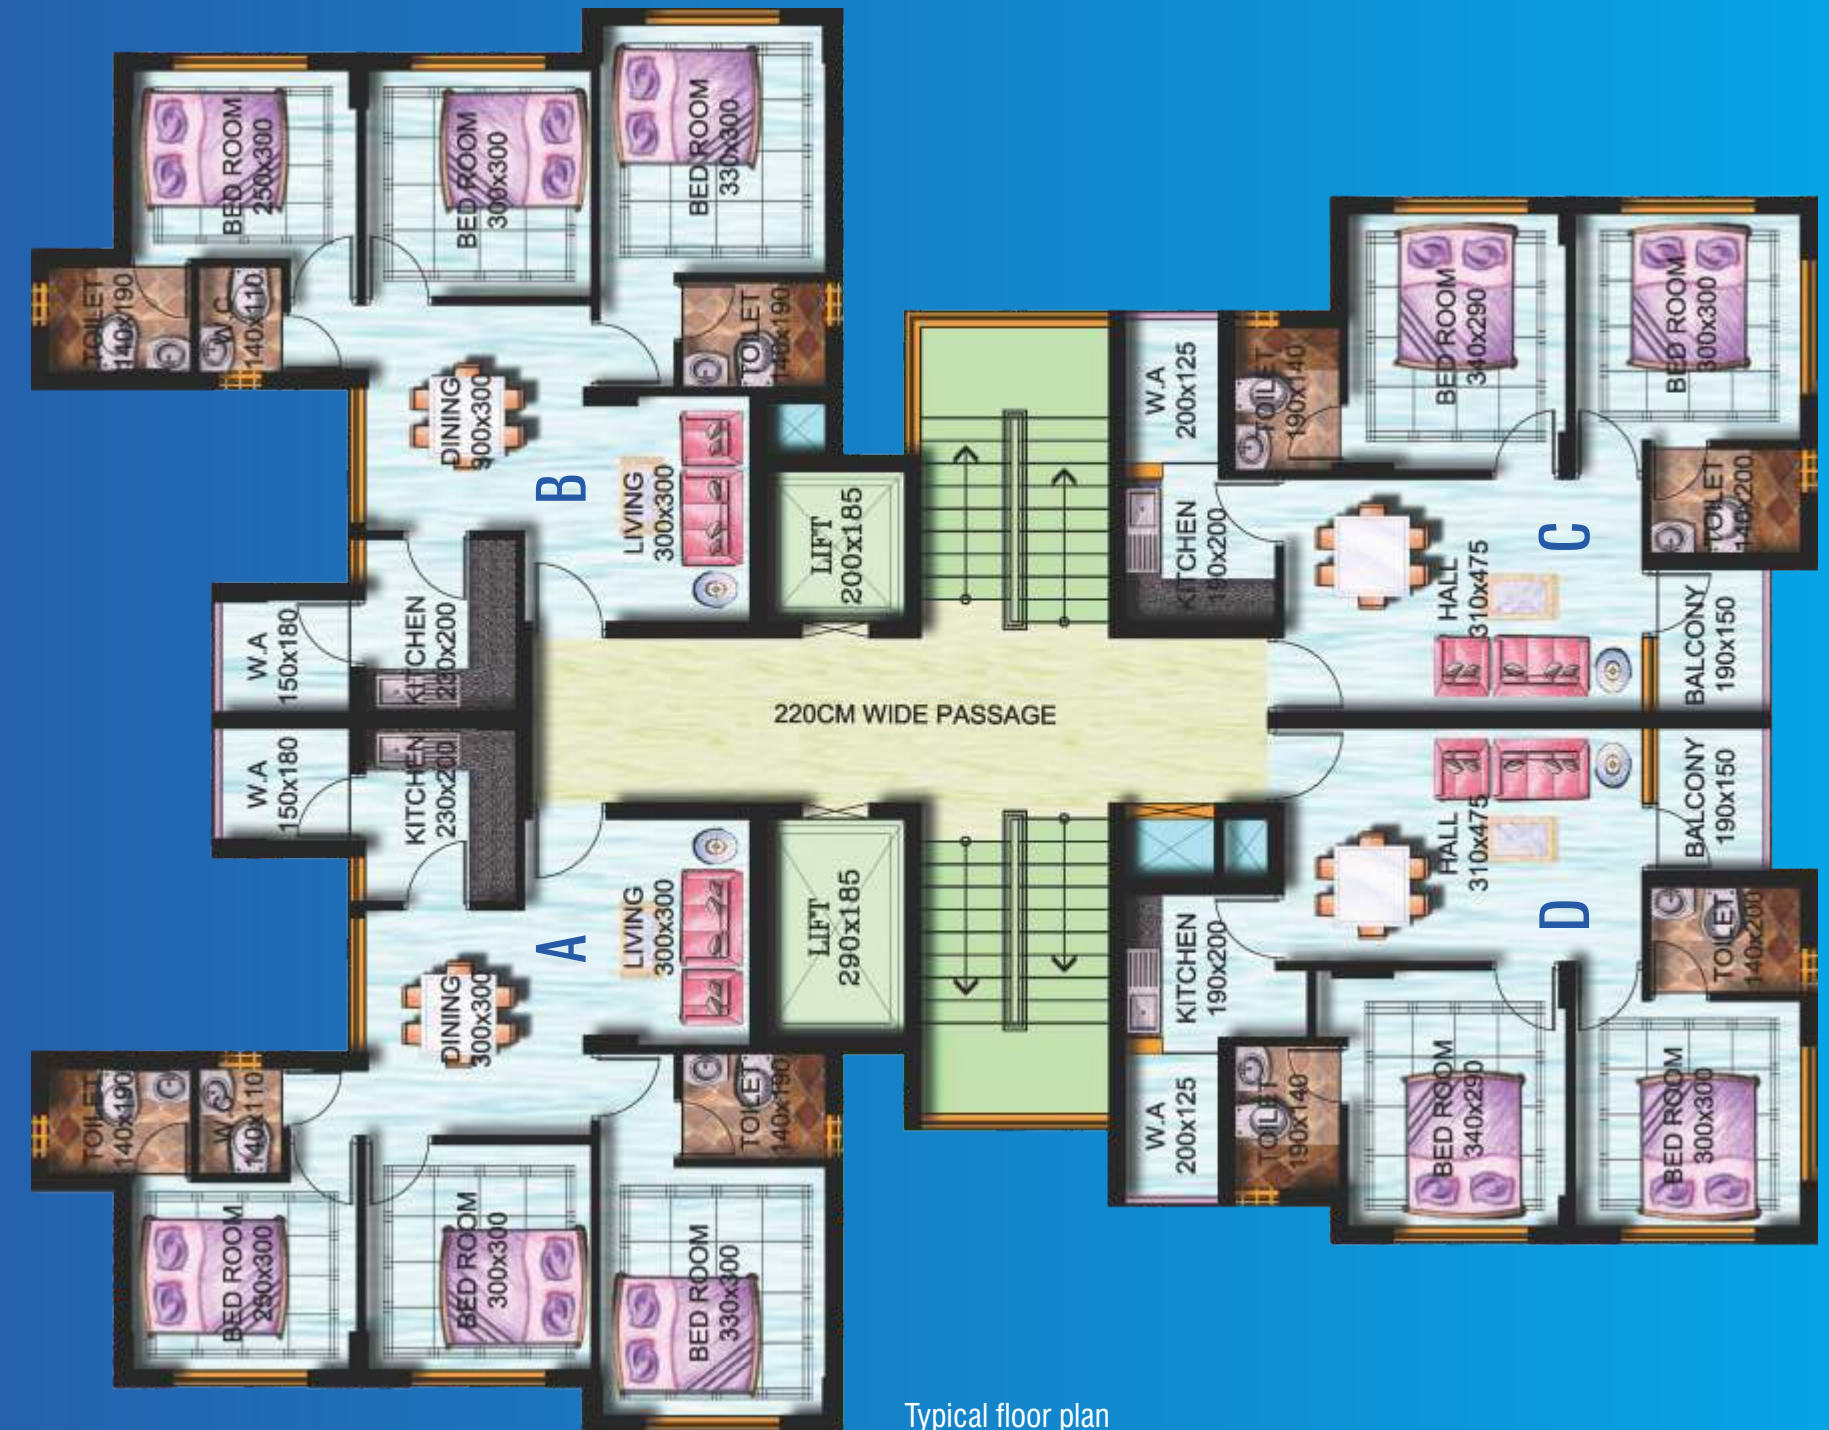 BED ROOM
250x300
BED ROOM
300x300
BED ROOM
330x300
TOILET
140x190
W.C
140x110
TOILET
140x190
DINING
300x300
B
LIVING
300x300
LIFT
200x185
KITCHEN
230x200
W.A
150x180
W.A
200x125
TOILET
190x140
BED ROOM
340x290
BED ROOM
300x300
TOILET
140x200
KITCHEN
190x200
HALL
310x475
C
BALCONY
190x150
220CM WIDE PASSAGE
W.A
150x180
KITCHEN
230x200
LIVING
300x300
A
LIFT
290x185
DINING
300x300
TOILET
140x190
W.C
140x110
TOILET
140x190
BED ROOM
250x300
BED ROOM
300x300
BED ROOM
330x300
HALL
310x475
D
BALCONY
190x150
KITCHEN
190x200
TOILET
140x200
W.A
200x125
TOILET
190x140
BED ROOM
340x290
BED ROOM
300x300
Typical floor plan